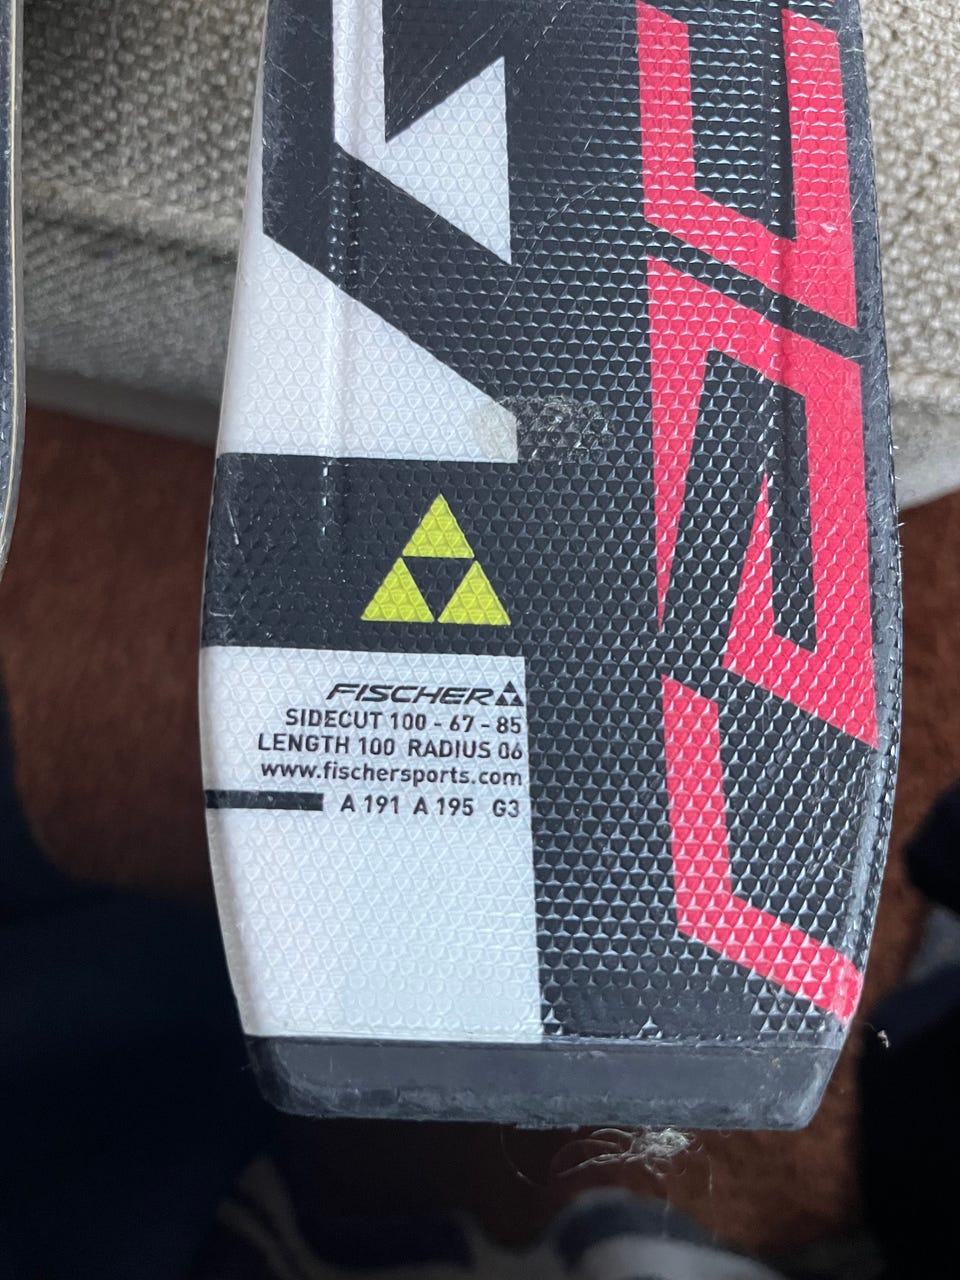 FISCHER
SIDECUT 100 - 67 - 85
LENGTH 100 RADIUS 06
www.fischersports.com
A 191 A 195 G3